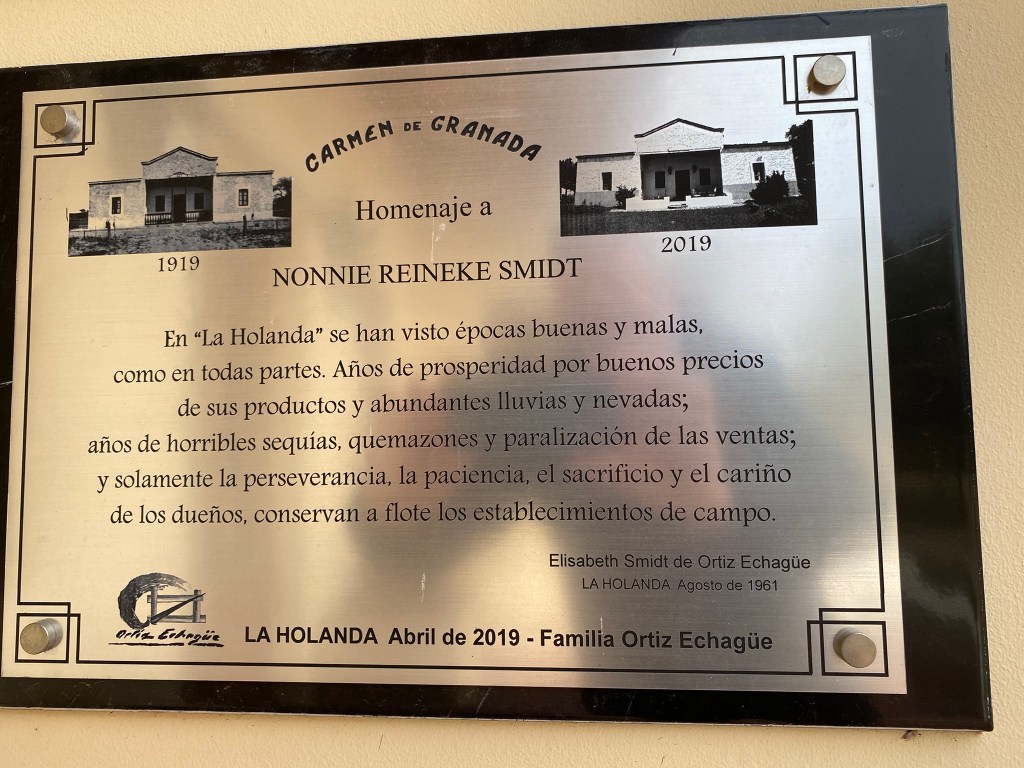 CARMEN DE GRANADA
Homenaje a
1919
2019
NONNIE REINEKE SMIDT
En “La Holanda” se han visto épocas buenas y malas,
como en todas partes. Años de prosperidad por buenos precios
de sus productos y abundantes lluvias y nevadas;
años de horribles sequías, quemazones y paralización de las ventas;
y solamente la perseverancia, la paciencia, el sacrificio y el cariño
de los dueños, conservan a flote los establecimientos de campo.
Elisabeth Smidt de Ortiz Echagüe
LA HOLANDA Agosto de 1961
Ortiz Echagüe
LA HOLANDA Abril de 2019 - Familia Ortiz Echagüe